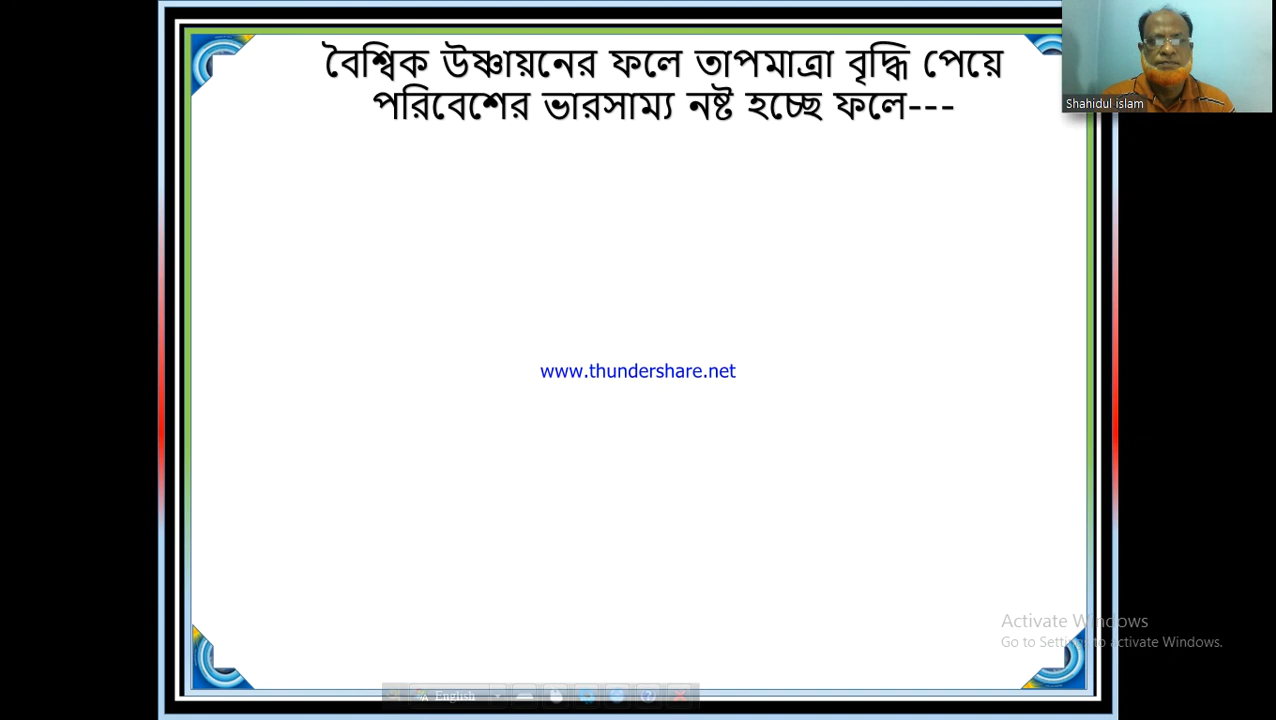 বৈশ্বিক উষ্ণায়নের ফলে তাপমাত্রা বৃদ্ধি পেয়ে
পরিবেশের ভারসাম্য নষ্ট হচ্ছে ফলে---
Shahidul islam
www.thundershare.net
Activate Windows
Go to Settings to activate Windows.
English